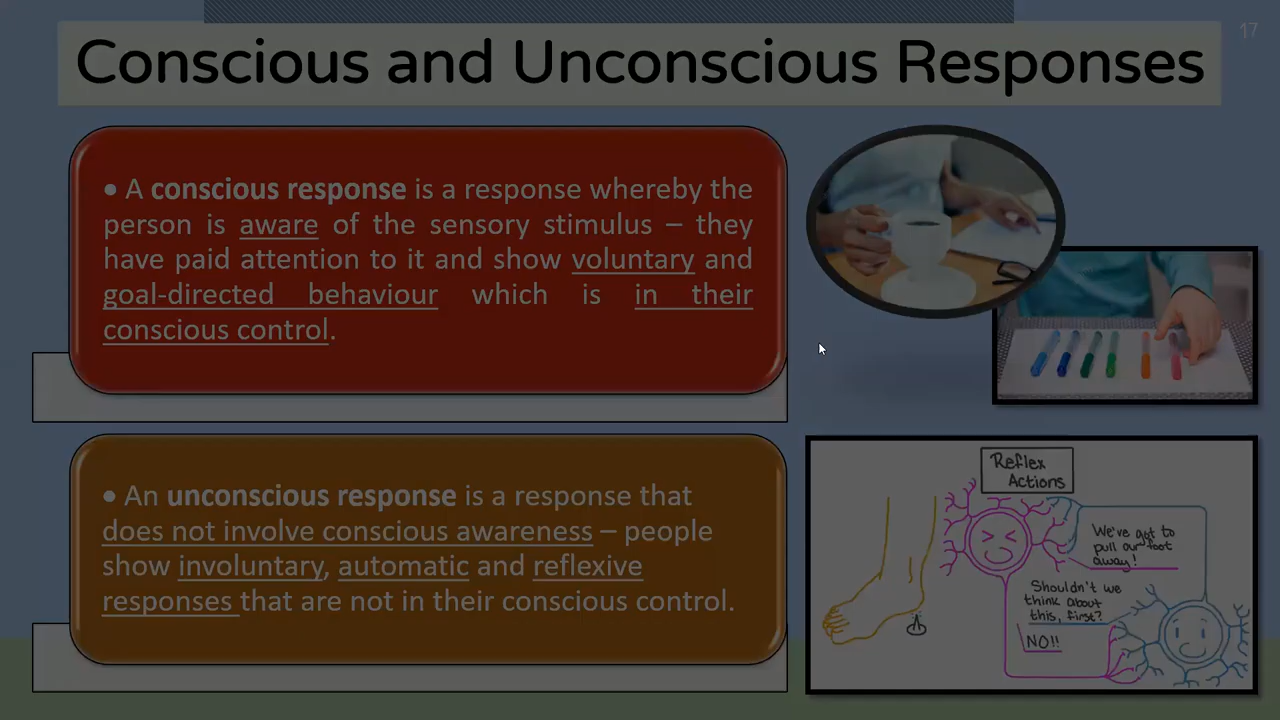 17
Conscious and Unconscious Responses
• A conscious response is a response whereby the
person is aware of the sensory stimulus – they
have paid attention to it and show voluntary and
goal-directed behaviour which is in their
conscious control.
• An unconscious response is a response that
does not involve conscious awareness – people
show involuntary, automatic and reflexive
responses that are not in their conscious control.
Reflex
Actions
We've got to
pull our foot
away!
Shouldn't we
think about
this, first?
NO!!